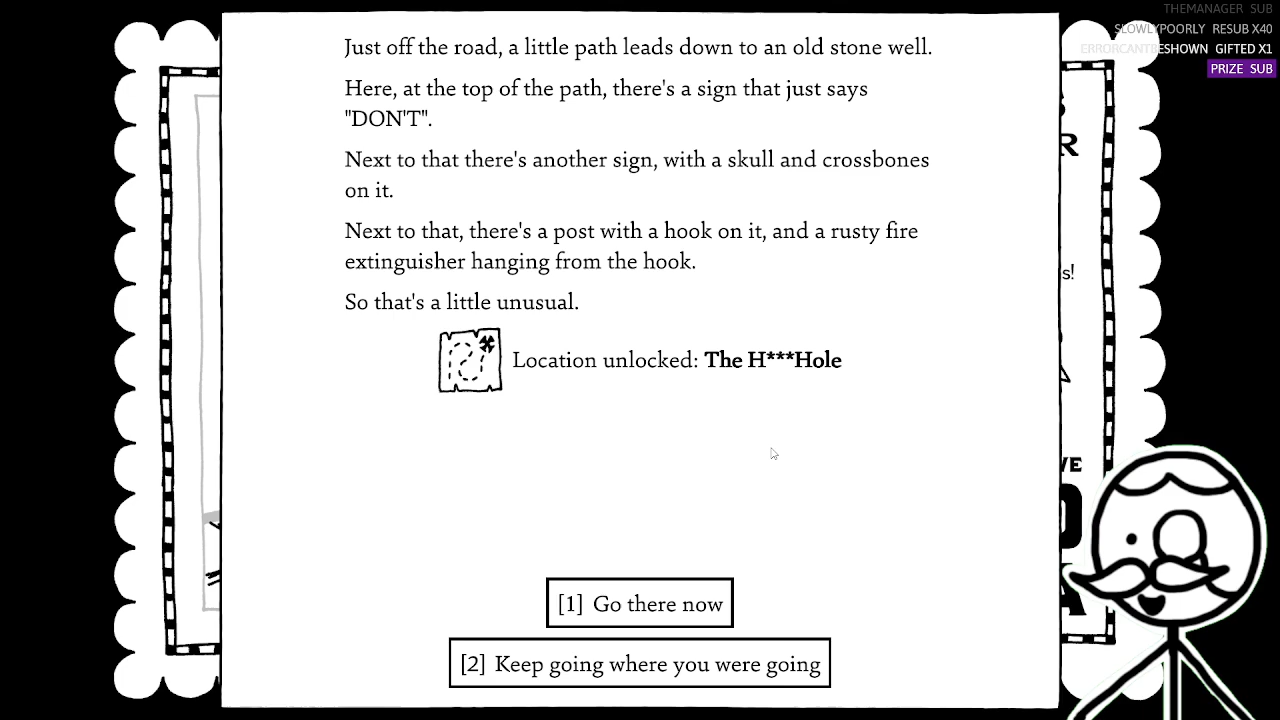 THEMANAGER SUB
SLOWLYPOORLY RESUB X40
ERRORCANTBESHOWN GIFTED X1
PRIZE SUB
Just off the road, a little path leads down to an old stone well.
Here, at the top of the path, there's a sign that just says
"DON'T".
Next to that there's another sign, with a skull and crossbones
on it.
Next to that, there's a post with a hook on it, and a rusty fire
extinguisher hanging from the hook.
So that's a little unusual.
Location unlocked: The H***Hole
[1] Go there now
[2] Keep going where you were going